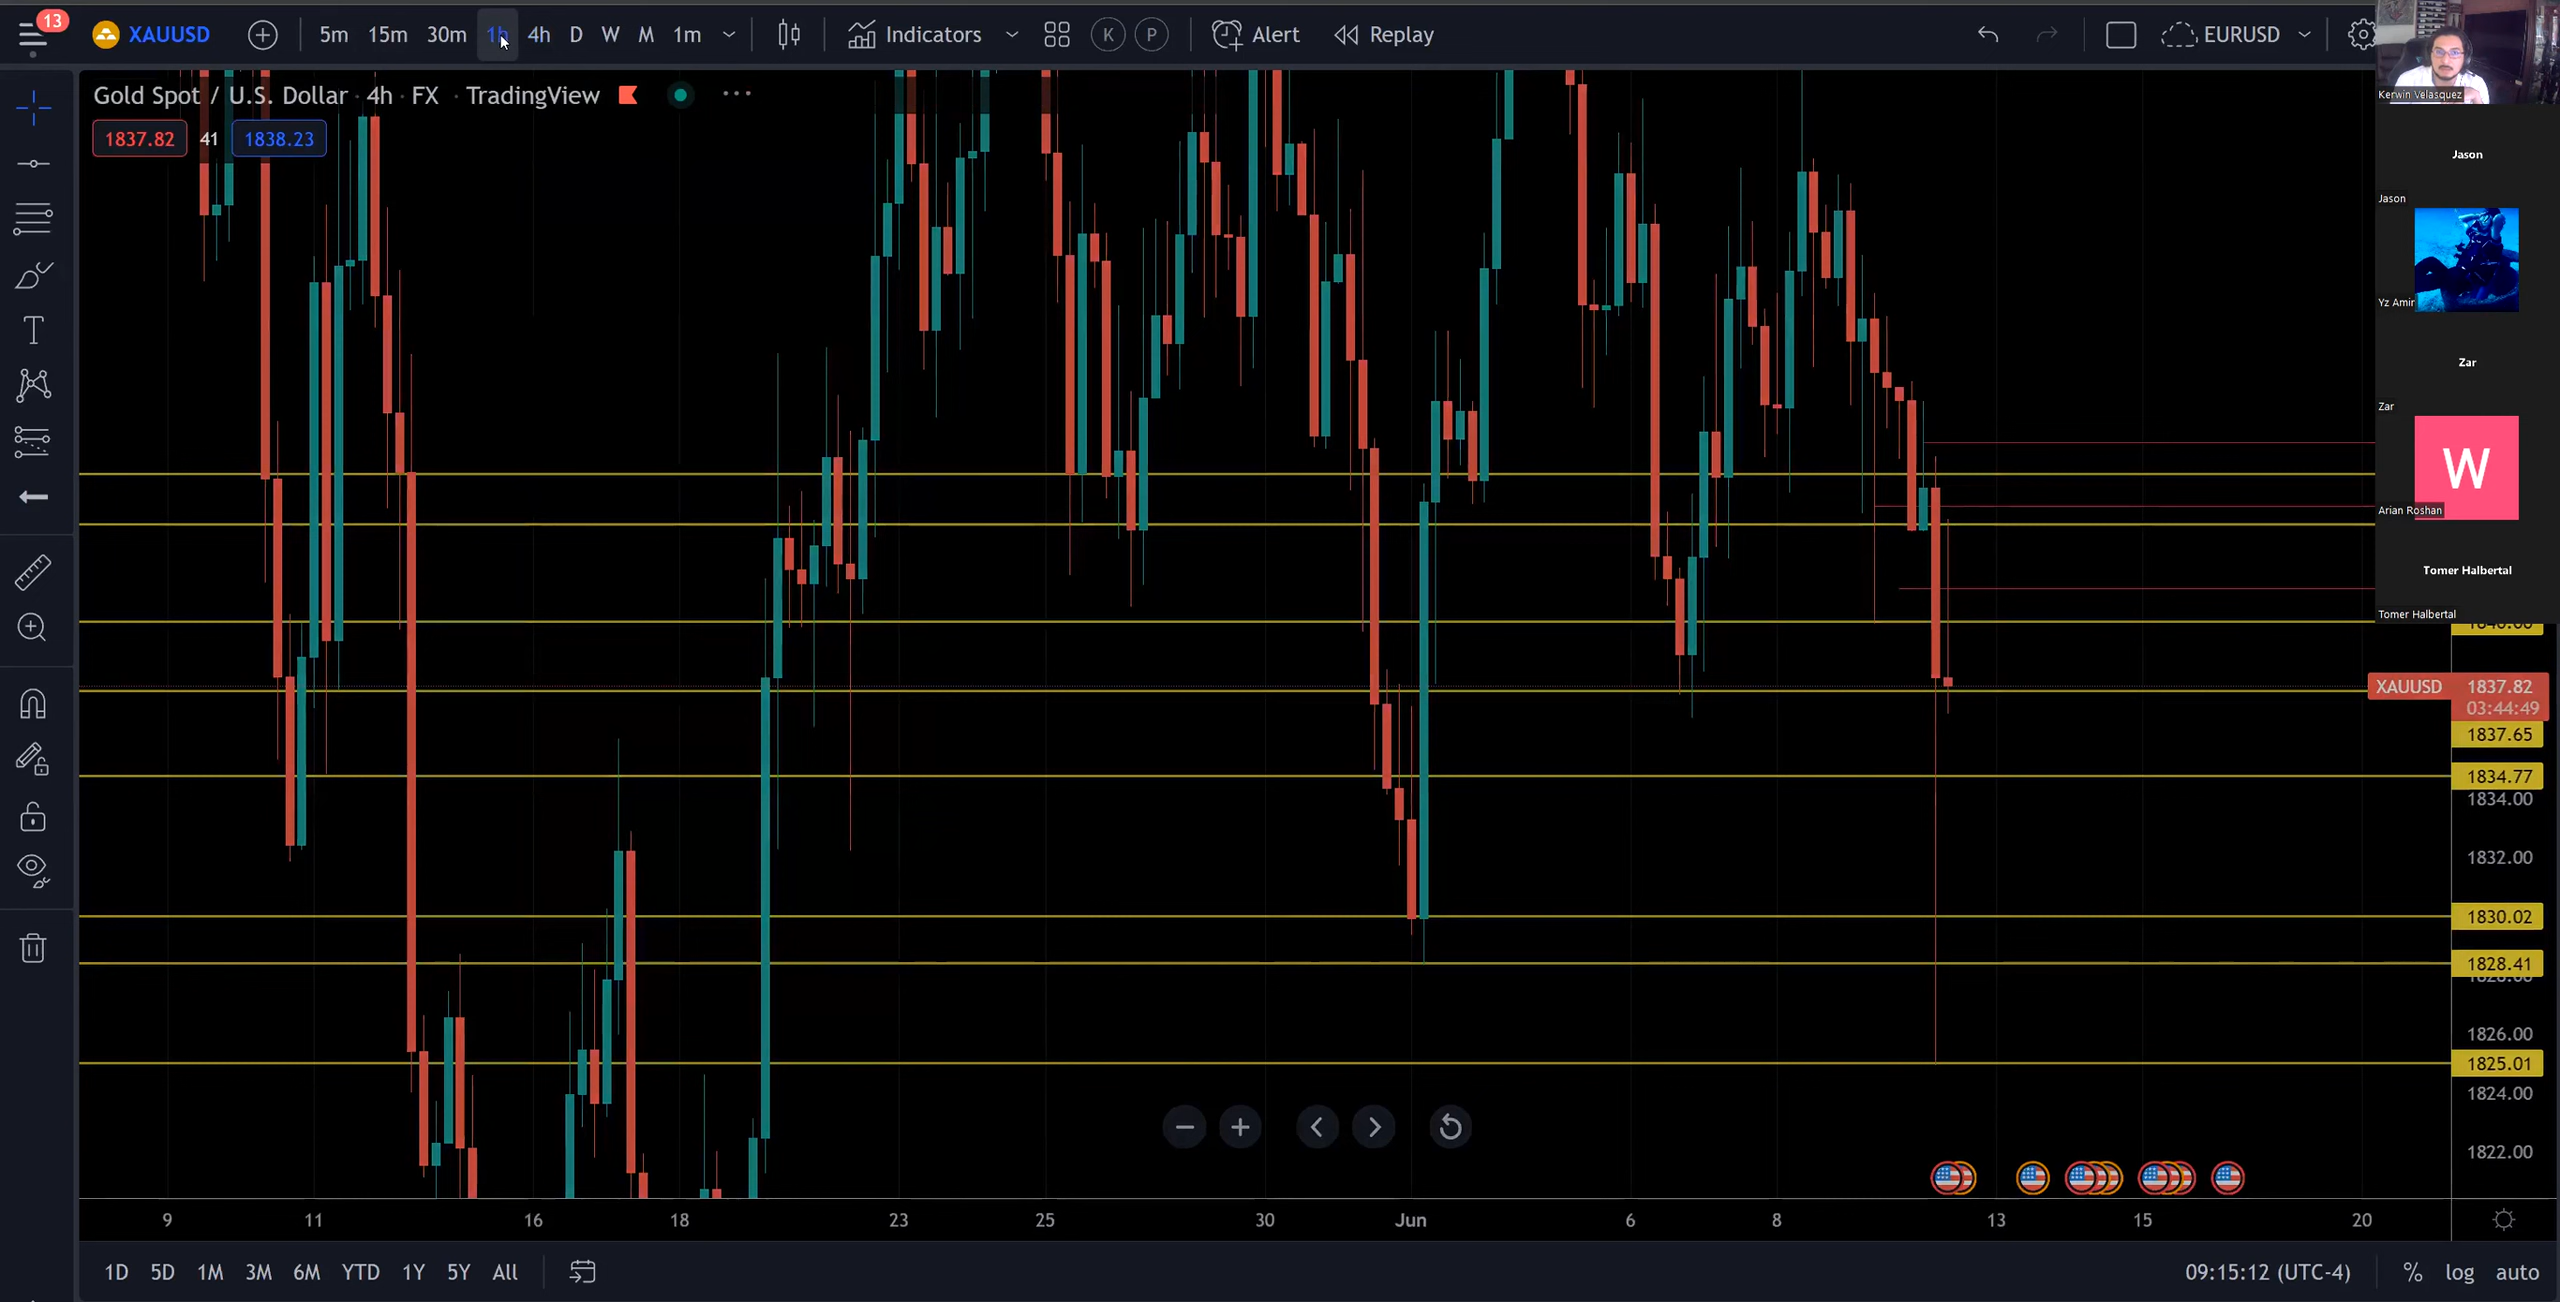 13
XAUUSD
5m 15m 30m 1h 4h D W M 1m
Indicators
K P
Alert
Replay
EURUSD
Gold Spot / U.S. Dollar · 4h · FX · TradingView
1837.82 41 1838.23
Kerwin Velasquez
Jason
Jason
Yz Amir
Zar
Zar
W
Arian Roshan
Tomer Halbertal
Tomer Halbertal
XAUUSD 1837.82
03:44:49
1837.65
1834.77
1834.00
1832.00
1830.02
1828.41
1826.00
1825.01
1824.00
1822.00
9 11 16 18 23 25 30 Jun 6 8 13 15 20
1D 5D 1M 3M 6M YTD 1Y 5Y All
09:15:12 (UTC-4) % log auto